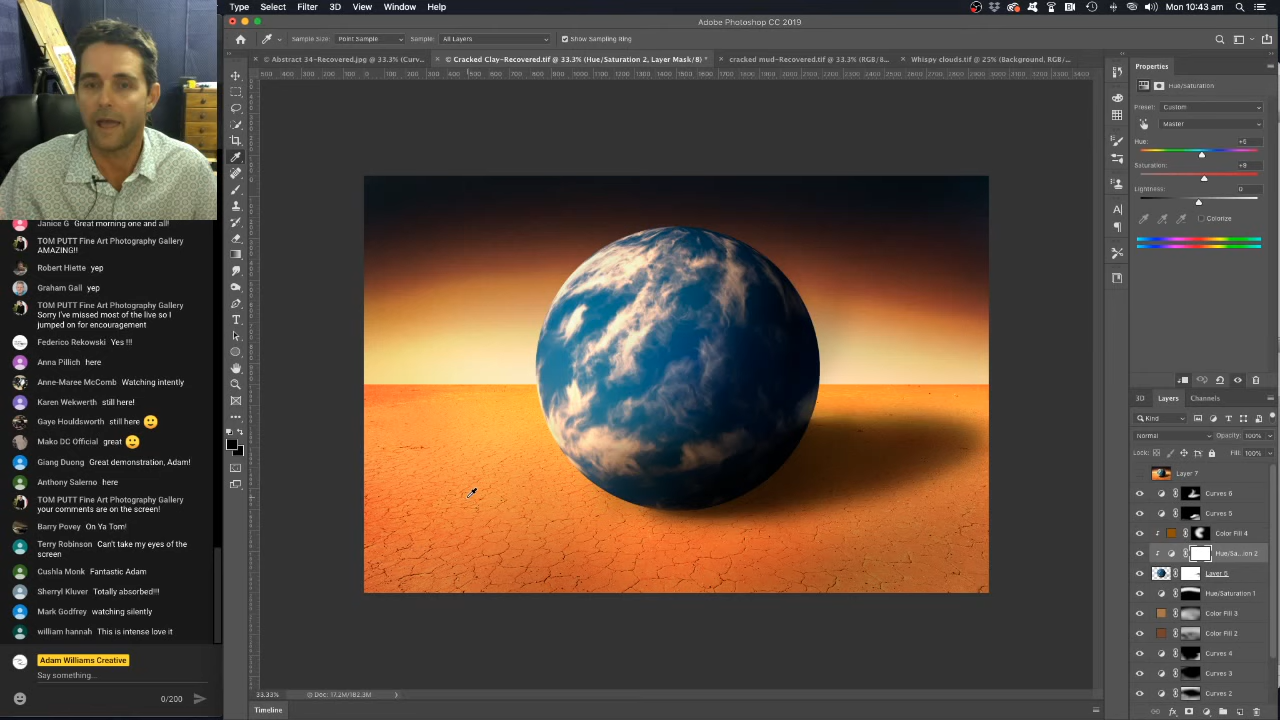 Type Select Filter 3D View Window Help
Mon 10:43 am
Adobe Photoshop CC 2019
Sample Size: Point Sample Sample: All Layers Show Sampling Ring
© Abstract 34-Recovered.jpg @ 33.3% (Curv...
© Cracked Clay-Recovered.tif @ 33.3% (Hue/Saturation 2, Layer Mask/8) *
cracked mud-Recovered.tif @ 33.3% (RGB/8...
Whispy clouds.tif @ 25% (Background, RGB/...
Properties
Hue/Saturation
Preset: Custom
Master
Hue: +6
Saturation: +9
Lightness: 0
Colorize
3D Layers Channels
Kind
Normal Opacity: 100%
Lock: Fill: 100%
Layer 7
Curves 6
Curves 5
Color Fill 4
Hue/Sa...ion 2
Layer 5
Hue/Saturation 1
Color Fill 3
Color Fill 2
Curves 4
Curves 3
Curves 2
33.33% Doc: 17.2M/182.3M
Timeline
Janice G Great morning one and all!
TOM PUTT Fine Art Photography Gallery
AMAZING!!
Robert Hiette yep
Graham Gall yep
TOM PUTT Fine Art Photography Gallery
Sorry I've missed most of the live so I
jumped on for encouragement
Federico Rekowski Yes !!!
Anna Pillich here
Anne-Maree McComb Watching intently
Karen Wekwerth still here!
Gaye Houldsworth still here 🙂
Mako DC Official great 🙂
Giang Duong Great demonstration, Adam!
Anthony Salerno here
TOM PUTT Fine Art Photography Gallery
your comments are on the screen!
Barry Povey On Ya Tom!
Terry Robinson Can't take my eyes of the
screen
Cushla Monk Fantastic Adam
Sherryl Kluver Totally absorbed!!!
Mark Godfrey watching silently
william hannah This is intense love it
Adam Williams Creative
Say something...
0/200